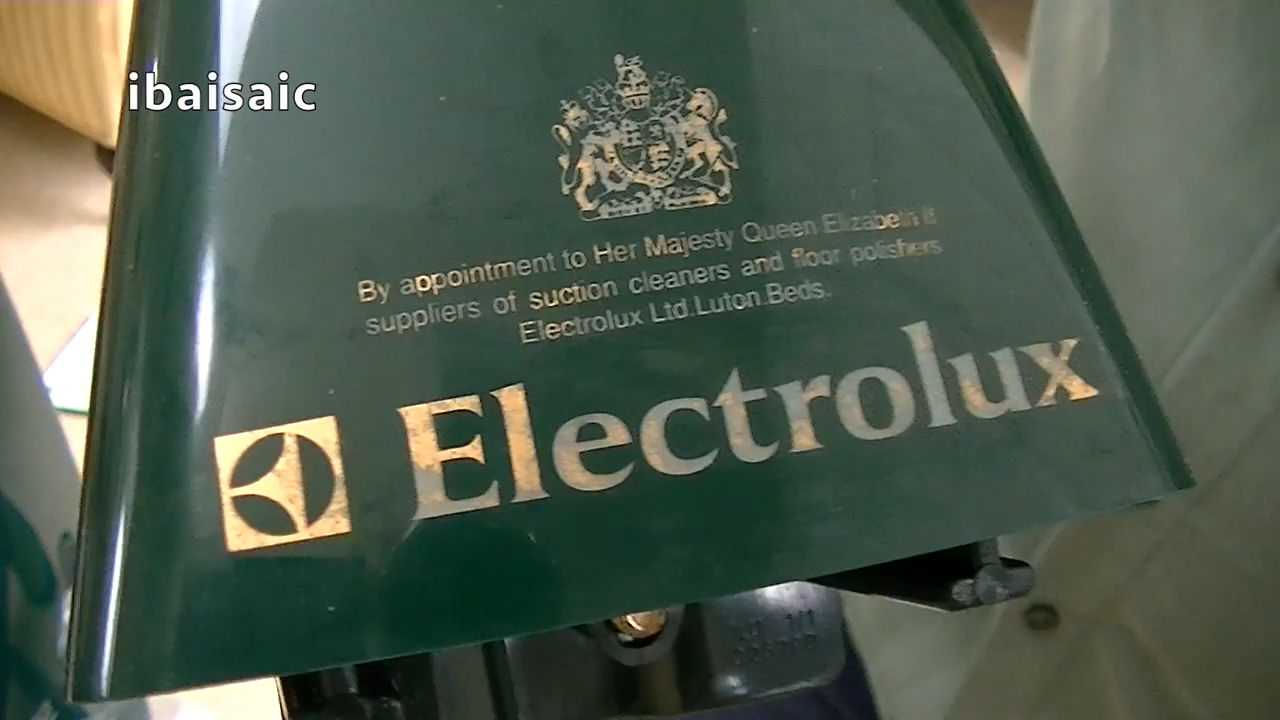 ibaisaic
By appointment to Her Majesty Queen Elizabeth II
suppliers of suction cleaners and floor polishers
Electrolux Ltd.Luton.Beds.
Electrolux